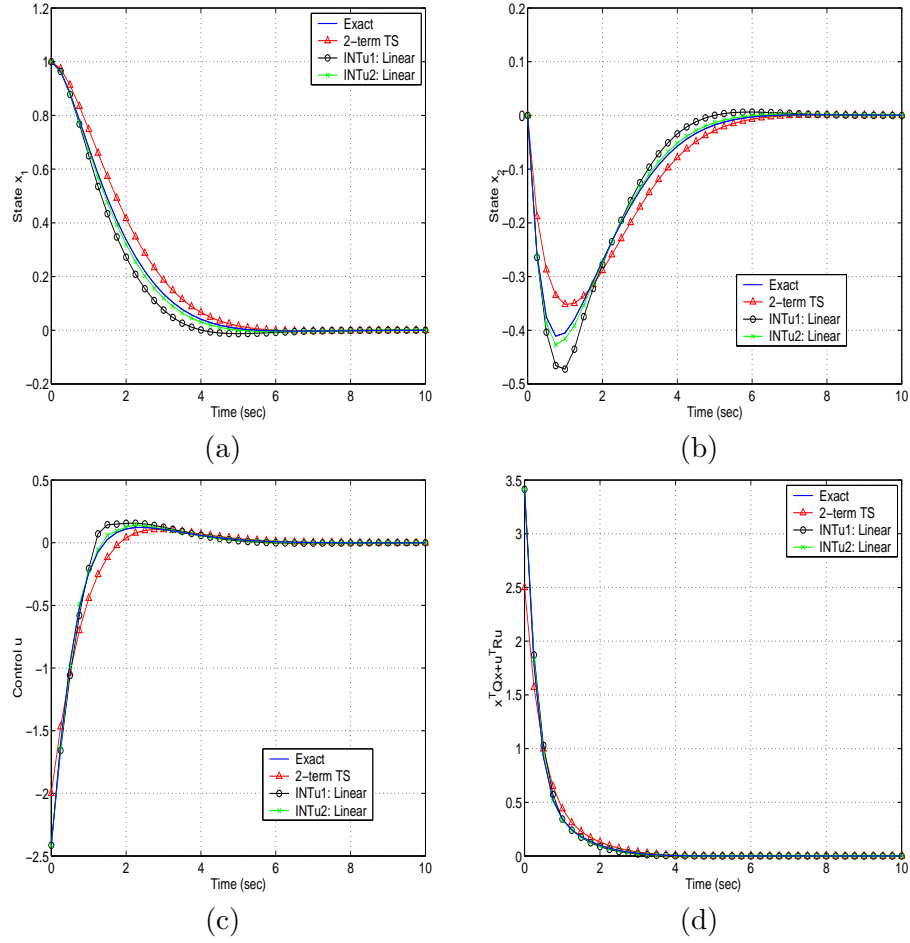 1.2
1
0.8
0.6
0.4
0.2
0
−0.2
State x₁
0 2 4 6 8 10
Time (sec)
Exact
2−term TS
INTu1: Linear
INTu2: Linear
(a)
0.2
0.1
0
−0.1
−0.2
−0.3
−0.4
−0.5
State x₂
0 2 4 6 8 10
Time (sec)
Exact
2−term TS
INTu1: Linear
INTu2: Linear
(b)
0.5
0
−0.5
−1
−1.5
−2
−2.5
Control u
0 2 4 6 8 10
Time (sec)
Exact
2−term TS
INTu1: Linear
INTu2: Linear
(c)
3.5
3
2.5
2
1.5
1
0.5
0
xᵀQx+uᵀRu
0 2 4 6 8 10
Time (sec)
Exact
2−term TS
INTu1: Linear
INTu2: Linear
(d)